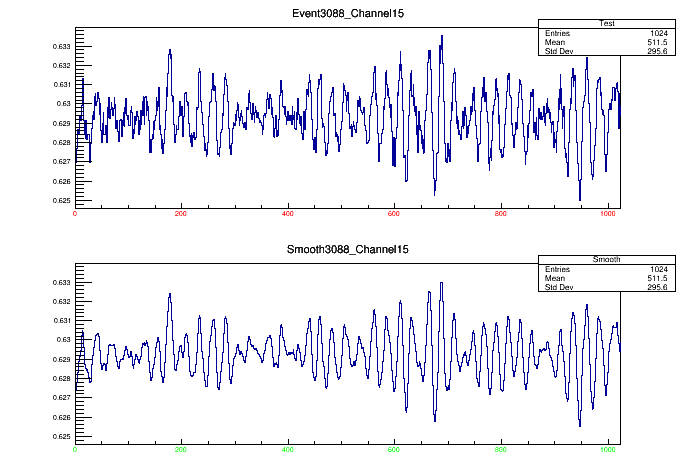 Event3088_Channel15
Test
Entries 1024
Mean 511.5
Std Dev 295.6
0.633
0.632
0.631
0.63
0.629
0.628
0.627
0.626
0.625
0 200 400 600 800 1000
Smooth3088_Channel15
Smooth
Entries 1024
Mean 511.5
Std Dev 295.6
0.633
0.632
0.631
0.63
0.629
0.628
0.627
0.626
0.625
0 200 400 600 800 1000